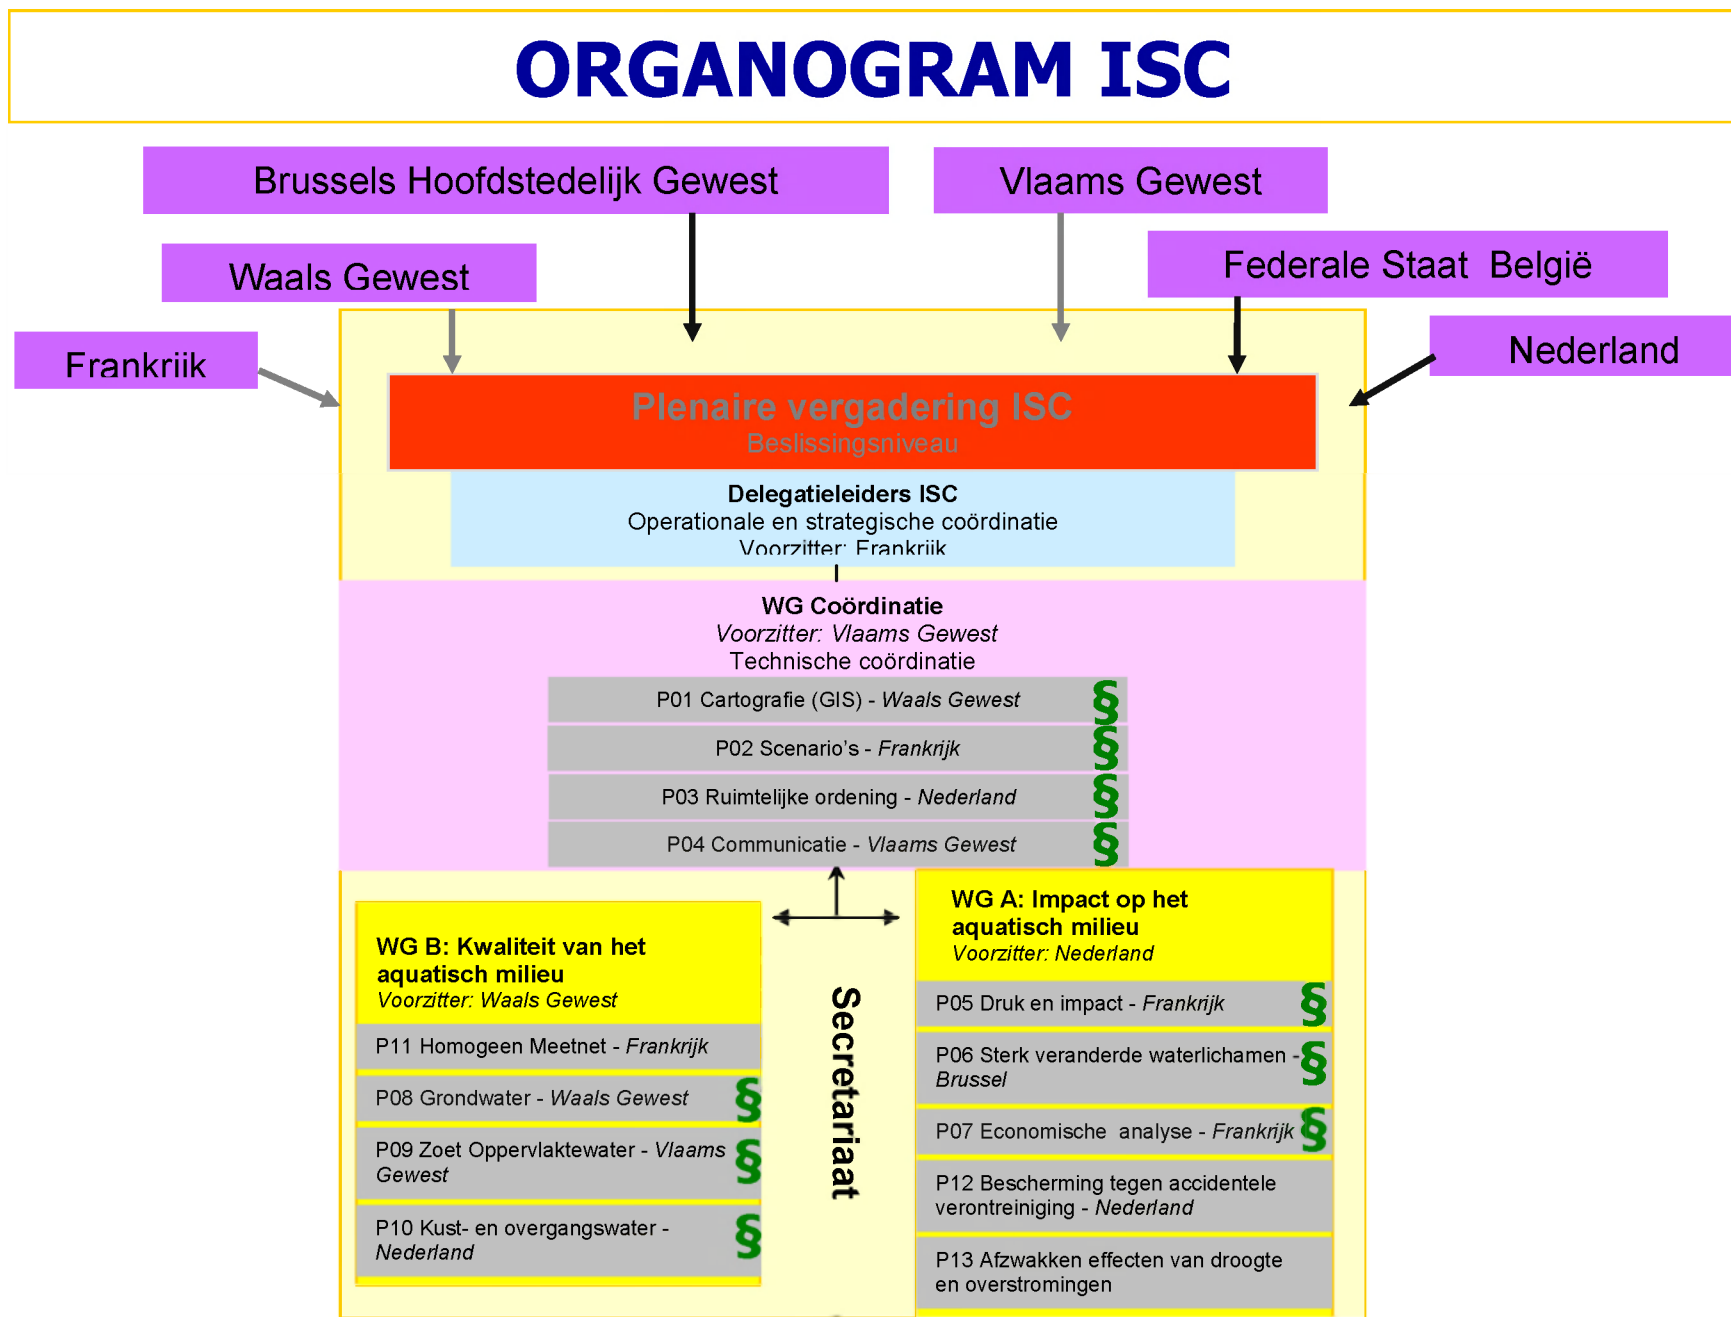 ORGANOGRAM ISC
Brussels Hoofdstedelijk Gewest
Vlaams Gewest
Waals Gewest
Federale Staat België
Frankrijk
Nederland
Plenaire vergadering ISC
Beslissingsniveau
Delegatieleiders ISC
Operationale en strategische coördinatie
Voorzitter: Frankrijk
WG Coördinatie
Voorzitter: Vlaams Gewest
Technische coördinatie
P01 Cartografie (GIS) - Waals Gewest §
P02 Scenario's - Frankrijk §
P03 Ruimtelijke ordening - Nederland §
P04 Communicatie - Vlaams Gewest §
WG B: Kwaliteit van het
aquatisch milieu
Voorzitter: Waals Gewest
P11 Homogeen Meetnet - Frankrijk
P08 Grondwater - Waals Gewest §
P09 Zoet Oppervlaktewater - Vlaams §
Gewest
P10 Kust- en overgangswater - §
Nederland
Secretariaat
WG A: Impact op het
aquatisch milieu
Voorzitter: Nederland
P05 Druk en impact - Frankrijk §
P06 Sterk veranderde waterlichamen - §
Brussel
P07 Economische analyse - Frankrijk §
P12 Bescherming tegen accidentele
verontreiniging - Nederland
P13 Afzwakken effecten van droogte
en overstromingen